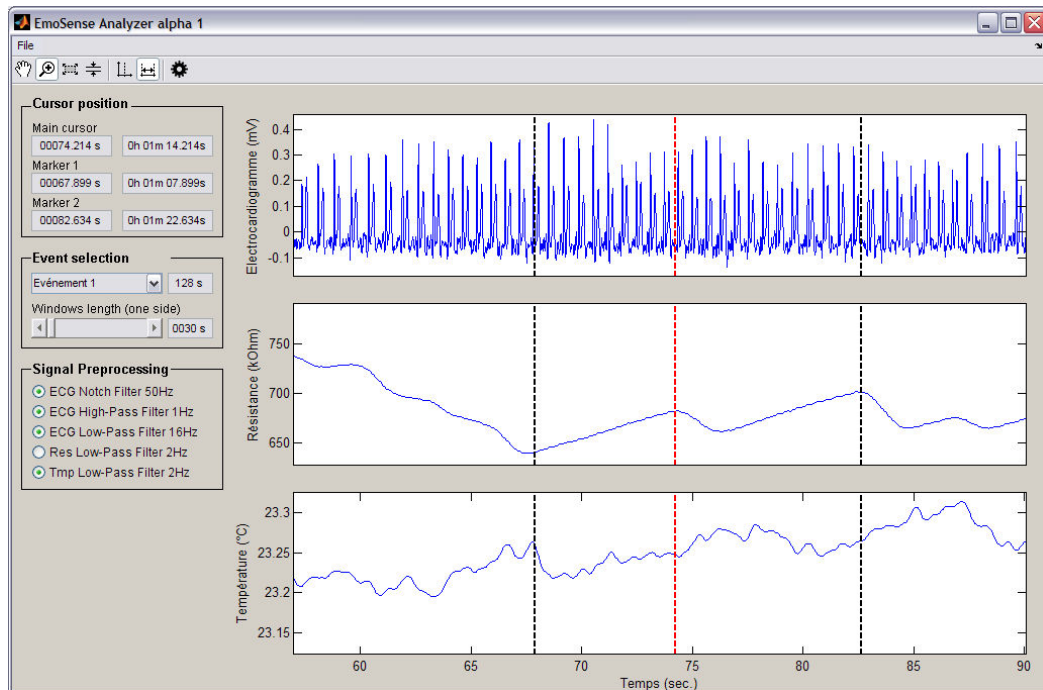 EmoSense Analyzer alpha 1
File
Cursor position
Main cursor
00074.214 s 0h 01m 14.214s
Marker 1
00067.899 s 0h 01m 07.899s
Marker 2
00082.634 s 0h 01m 22.634s
Event selection
Evénement 1 128 s
Windows length (one side)
0030 s
Signal Preprocessing
ECG Notch Filter 50Hz
ECG High-Pass Filter 1Hz
ECG Low-Pass Filter 16Hz
Res Low-Pass Filter 2Hz
Tmp Low-Pass Filter 2Hz
Electrocardiogramme (mV)
0.4
0.3
0.2
0.1
0
-0.1
Résistance (kOhm)
750
700
650
Température (°C)
23.3
23.25
23.2
23.15
60 65 70 75 80 85 90
Temps (sec.)